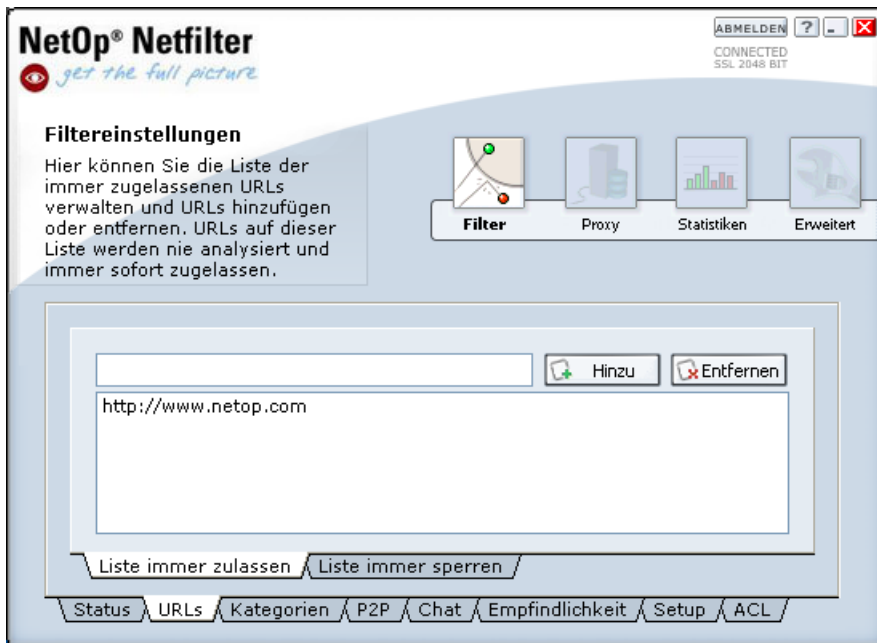 NetOp® Netfilter
get the full picture
ABMELDEN ?
CONNECTED
SSL 2048 BIT
Filtereinstellungen
Hier können Sie die Liste der
immer zugelassenen URLs
verwalten und URLs hinzufügen
oder entfernen. URLs auf dieser
Liste werden nie analysiert und
immer sofort zugelassen.
Filter Proxy Statistiken Erweitert
Hinzu Entfernen
http://www.netop.com
Liste immer zulassen Liste immer sperren
Status URLs Kategorien P2P Chat Empfindlichkeit Setup ACL